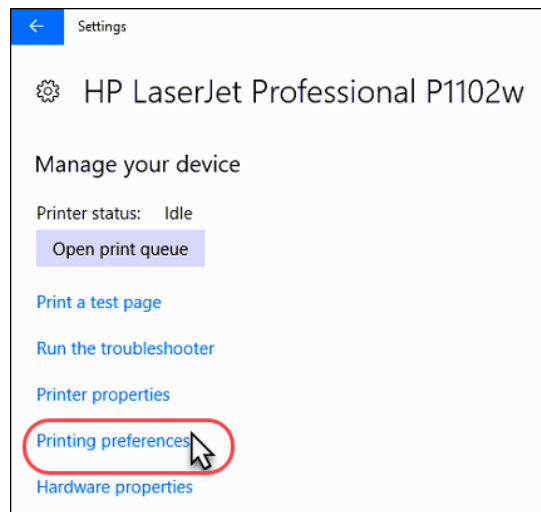 Settings
HP LaserJet Professional P1102w
Manage your device
Printer status: Idle
Open print queue
Print a test page
Run the troubleshooter
Printer properties
Printing preferences
Hardware properties